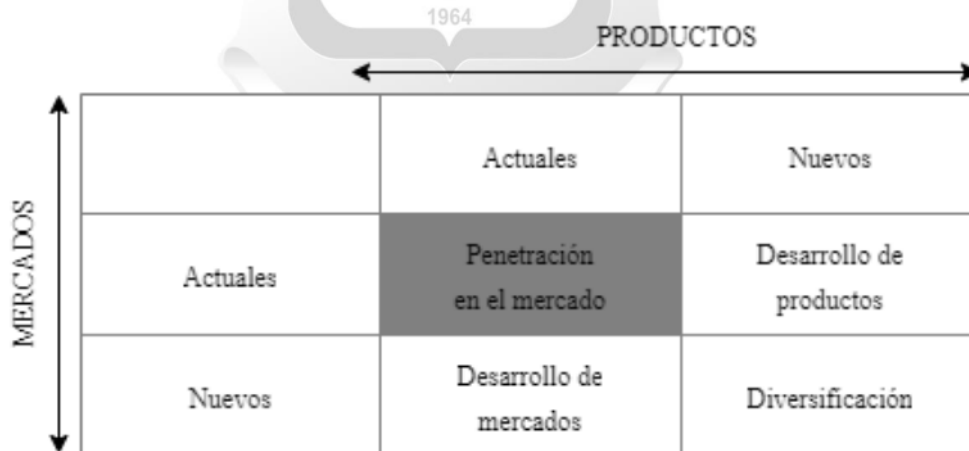 1964
PRODUCTOS
MERCADOS
Actuales
Nuevos
Actuales
Penetración
en el mercado
Desarrollo de
productos
Nuevos
Desarrollo de
mercados
Diversificación